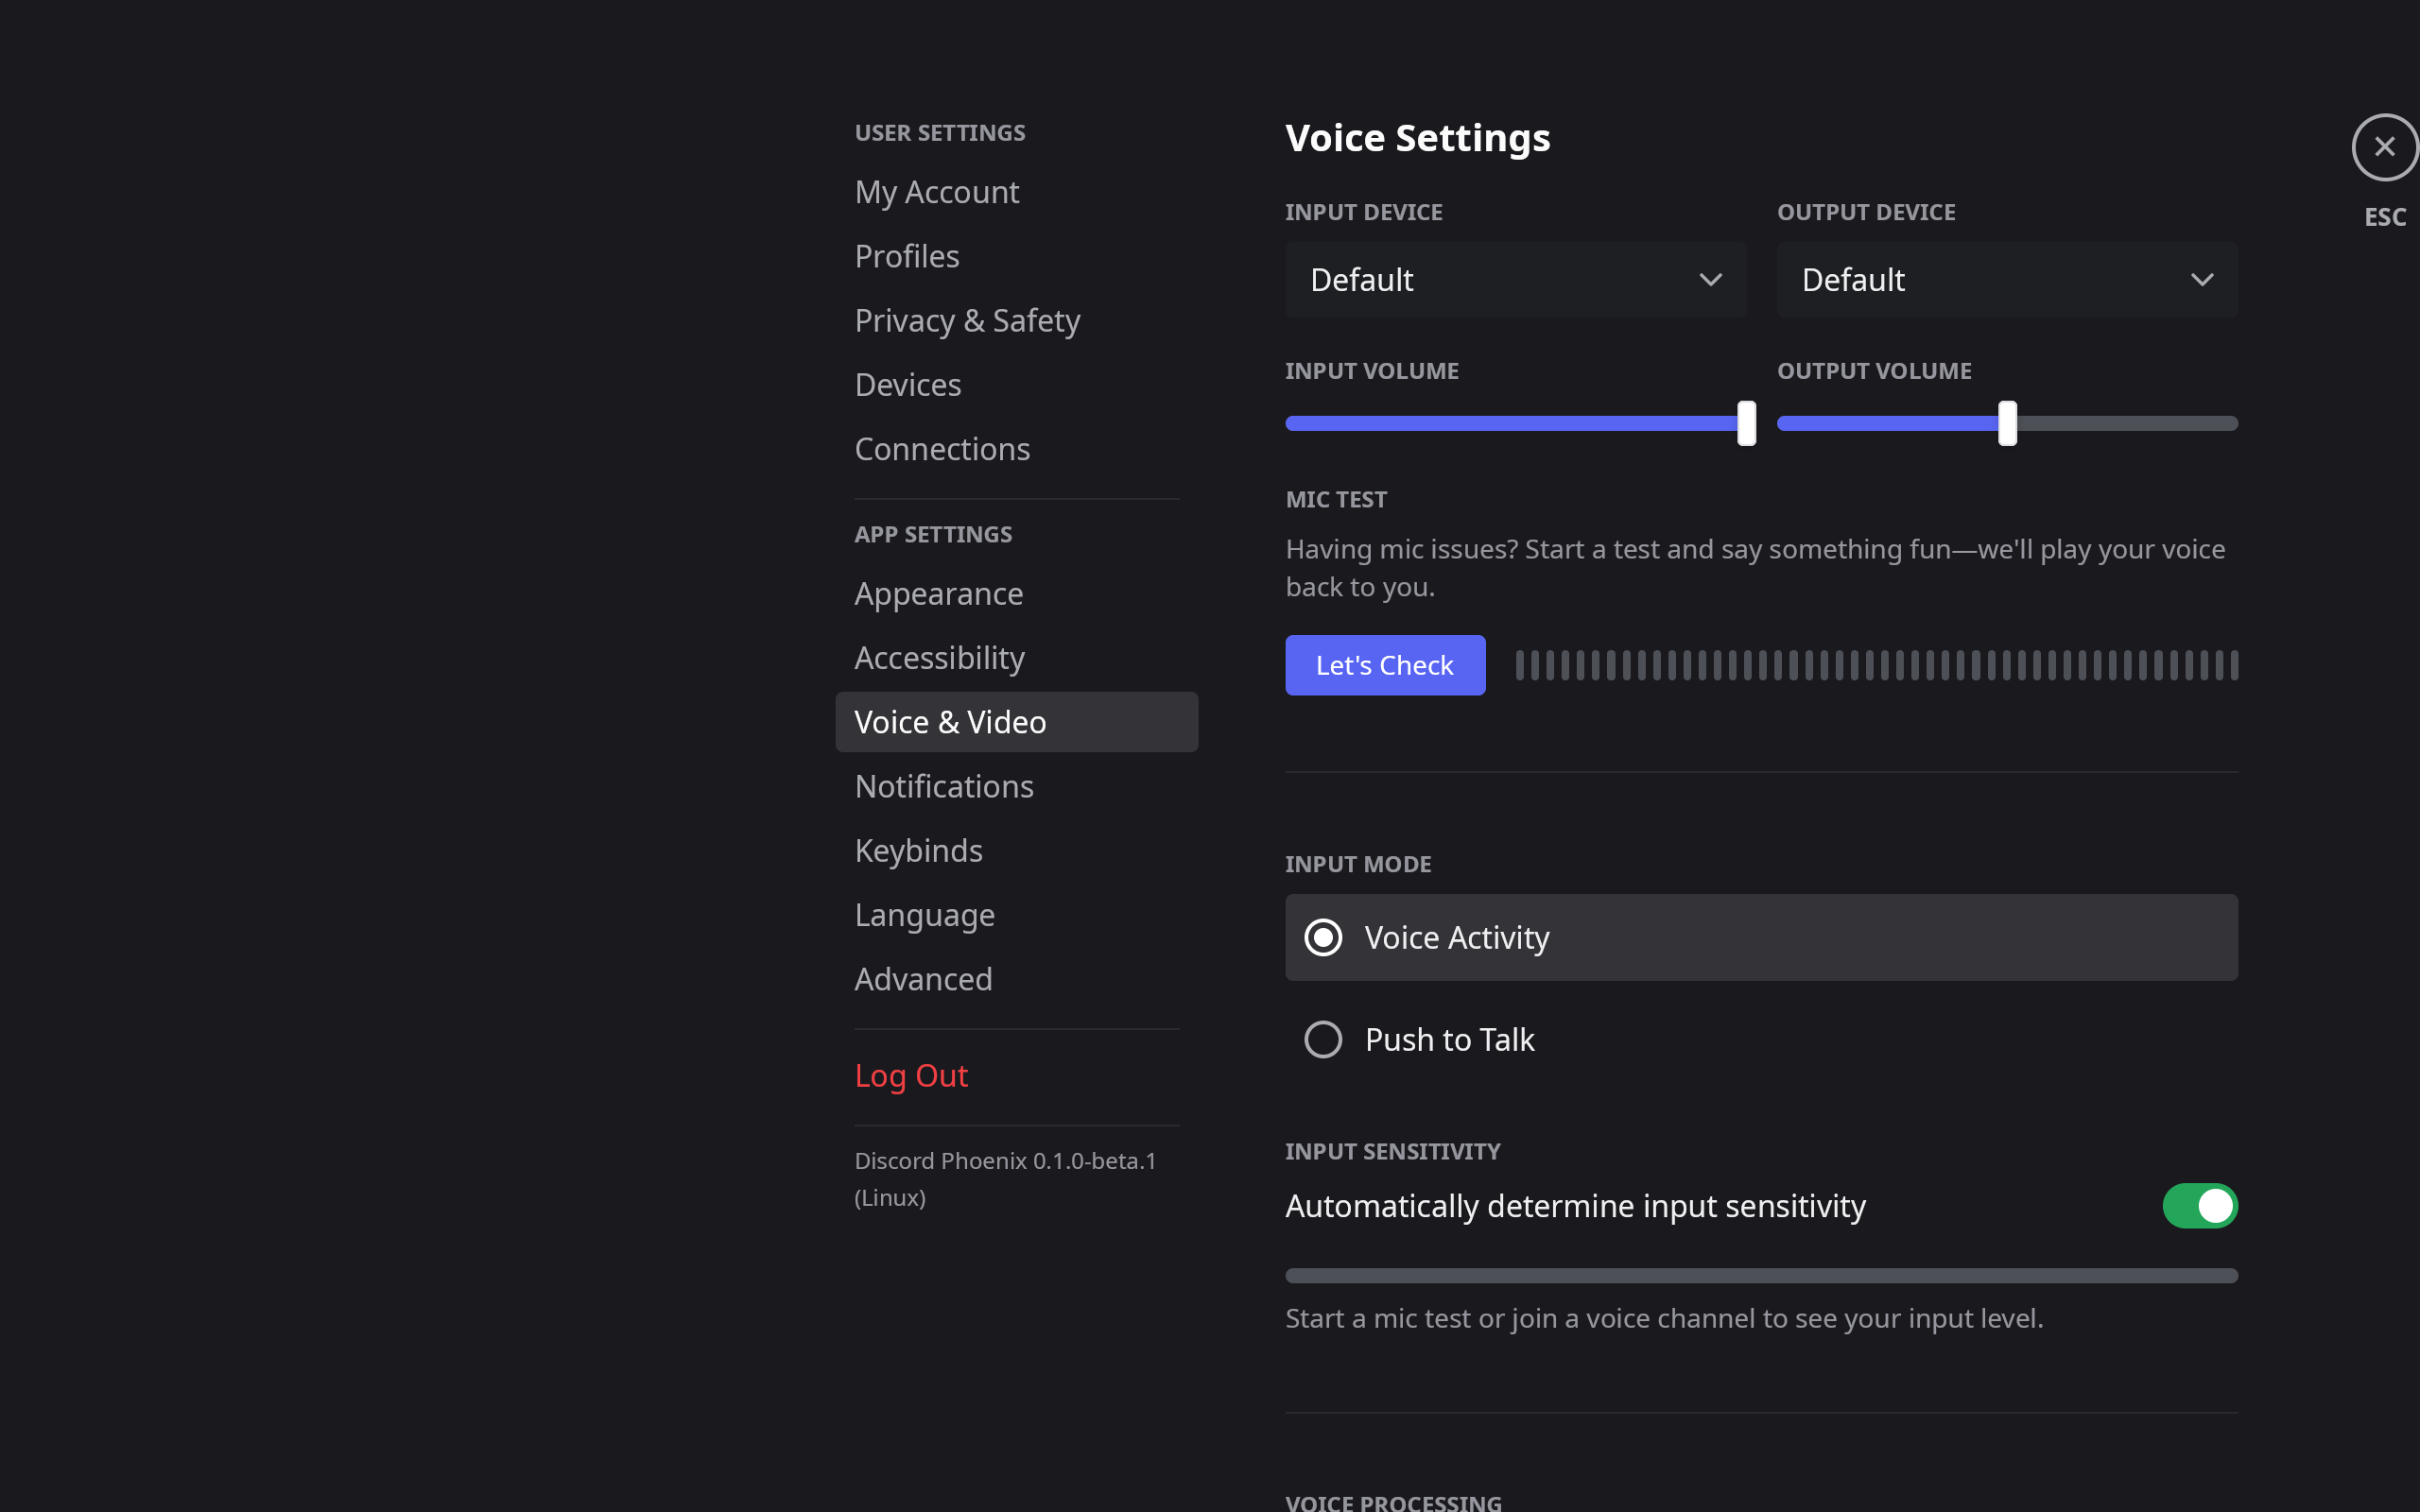 USER SETTINGS
My Account
Profiles
Privacy & Safety
Devices
Connections
APP SETTINGS
Appearance
Accessibility
Voice & Video
Notifications
Keybinds
Language
Advanced
Log Out
Discord Phoenix 0.1.0-beta.1
(Linux)
Voice Settings
INPUT DEVICE
Default
OUTPUT DEVICE
Default
INPUT VOLUME
OUTPUT VOLUME
MIC TEST
Having mic issues? Start a test and say something fun—we'll play your voice
back to you.
Let's Check
INPUT MODE
Voice Activity
Push to Talk
INPUT SENSITIVITY
Automatically determine input sensitivity
Start a mic test or join a voice channel to see your input level.
VOICE PROCESSING
ESC